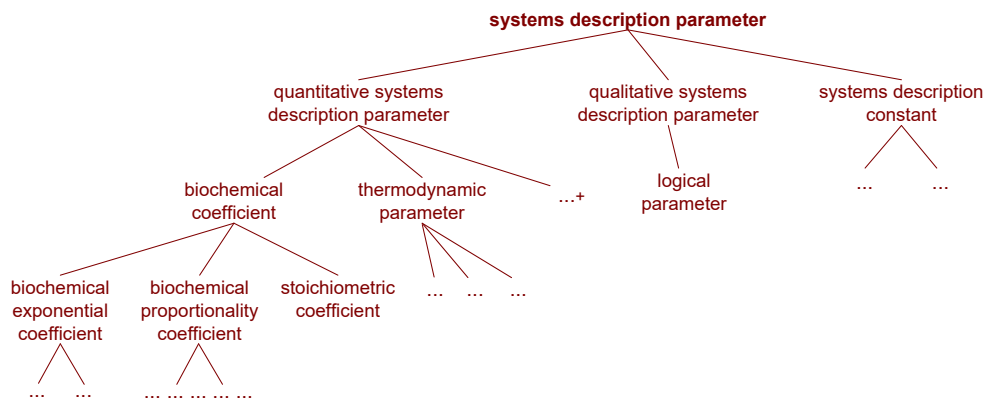 systems description parameter
quantitative systems
description parameter
qualitative systems
description parameter
systems description
constant
biochemical
coefficient
thermodynamic
parameter
...+
logical
parameter
... ...
biochemical
exponential
coefficient
biochemical
proportionality
coefficient
stoichiometric
coefficient
... ... ...
... ...
... ... ... ... ...